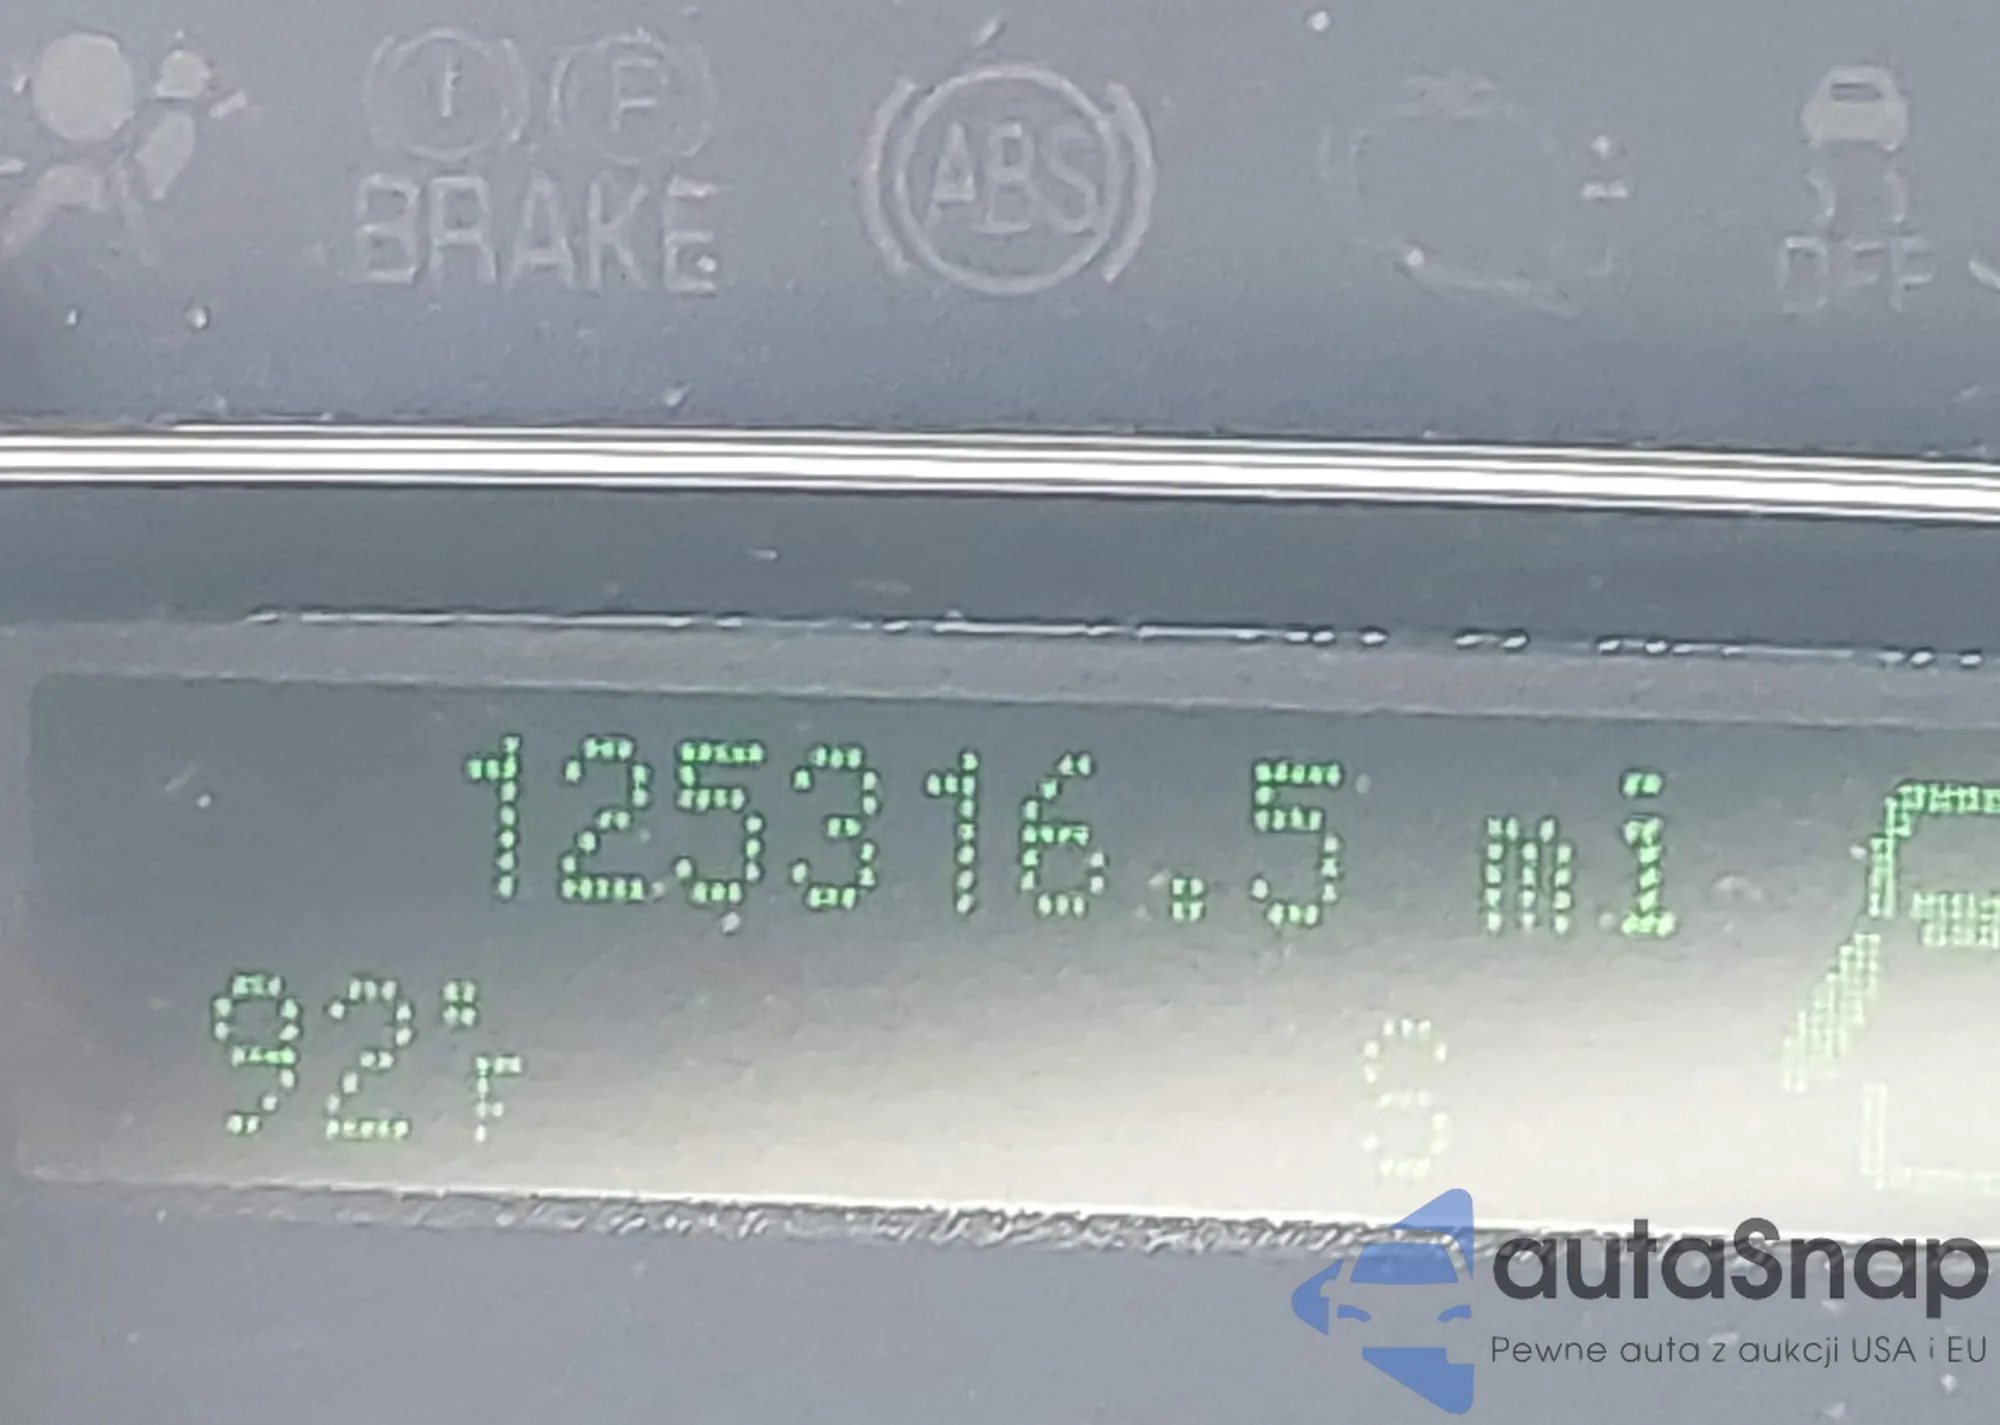 BRAKE
ABS
OFF
125316.5 mi
92°F
S
autaSnap
Pewne auta z aukcji USA i EU